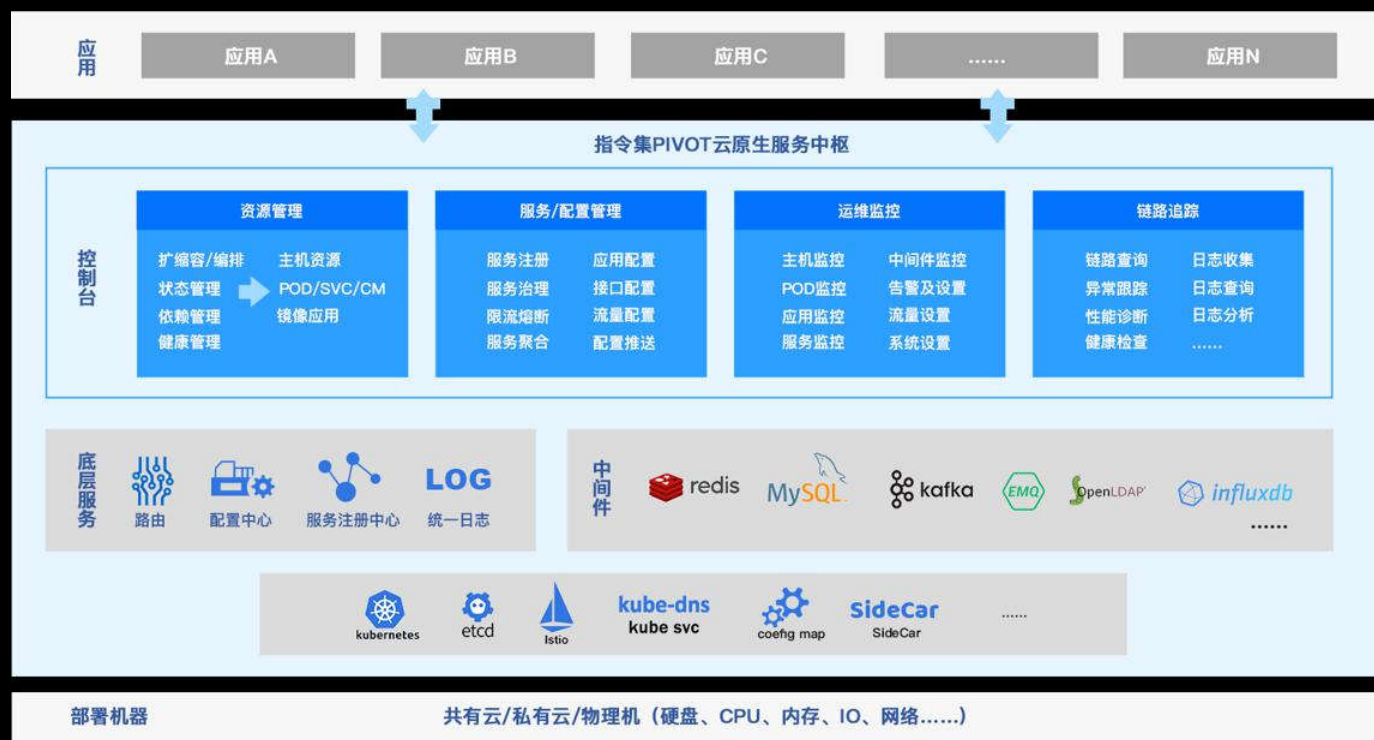 应用
应用A
应用B
应用C
......
应用N
指令集PIVOT云原生服务中枢
控制台
资源管理
扩缩容/编排
主机资源
状态管理
POD/SVC/CM
依赖管理
镜像应用
健康管理
服务/配置管理
服务注册
应用配置
服务治理
接口配置
限流熔断
流量配置
服务聚合
配置推送
运维监控
主机监控
中间件监控
POD监控
告警及设置
应用监控
流量设置
服务监控
系统设置
链路追踪
链路查询
日志收集
异常跟踪
日志查询
性能诊断
日志分析
健康检查
......
底层服务
路由
配置中心
服务注册中心
LOG
统一日志
中间件
redis
MySQL
kafka
EMQ
OpenLDAP
influxdb
......
kubernetes
etcd
Istio
kube-dns
kube svc
coefig map
SideCar
SideCar
......
部署机器
共有云/私有云/物理机（硬盘、CPU、内存、IO、网络......）